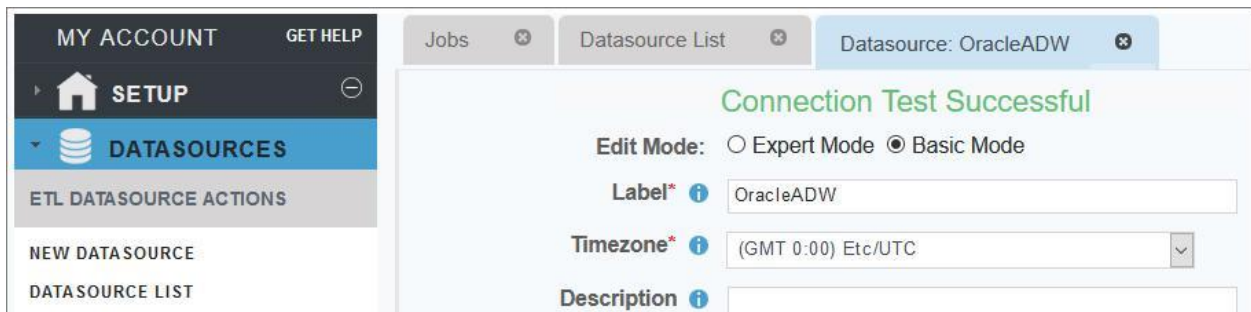 MY ACCOUNT GET HELP
SETUP
DATASOURCES
ETL DATASOURCE ACTIONS
NEW DATASOURCE
DATASOURCE LIST
Jobs Datasource List Datasource: OracleADW
Connection Test Successful
Edit Mode: Expert Mode Basic Mode
Label* OracleADW
Timezone* (GMT 0:00) Etc/UTC
Description